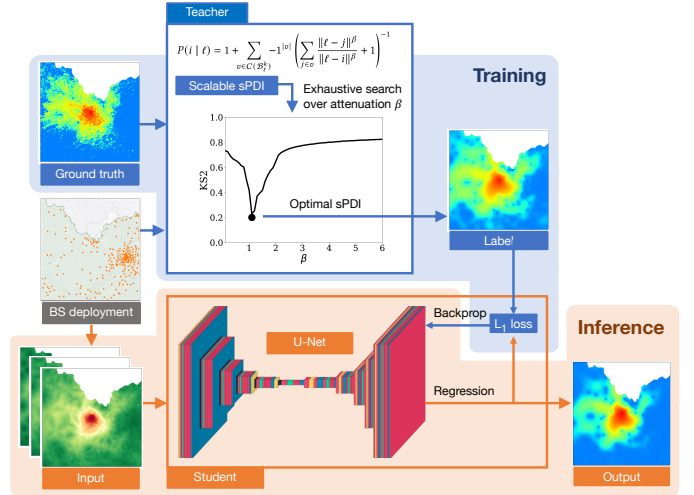 Teacher
P(i | ℓ) = 1 + ∑_{v∈C(B_ℓ^k)} −1^{|v|} (∑_{j∈v} ‖ℓ − j‖^β / ‖ℓ − i‖^β + 1)^{−1}
Training
Scalable sPDI
Exhaustive search
over attenuation β
Ground truth
KS2
1.0
0.8
0.6
0.4
0.2
0.0
0 1 2 3 4 5 6
β
Optimal sPDI
Label
BS deployment
Backprop
L1 loss
Inference
U-Net
Regression
Input
Student
Output